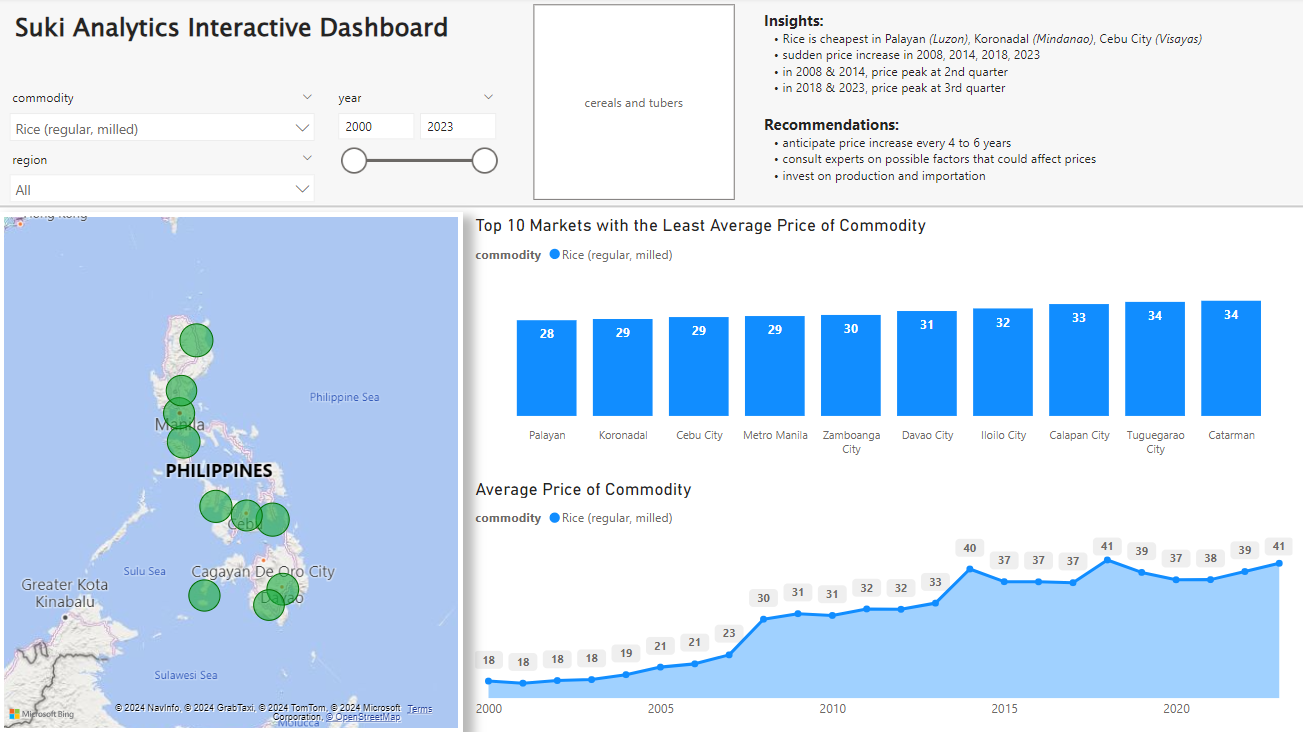 Suki Analytics Interactive Dashboard
commodity
Rice (regular, milled)
region
All
year
2000 2023
cereals and tubers
Insights:
• Rice is cheapest in Palayan (Luzon), Koronadal (Mindanao), Cebu City (Visayas)
• sudden price increase in 2008, 2014, 2018, 2023
• in 2008 & 2014, price peak at 2nd quarter
• in 2018 & 2023, price peak at 3rd quarter
Recommendations:
• anticipate price increase every 4 to 6 years
• consult experts on possible factors that could affect prices
• invest on production and importation
Hong Kong
Philippine Sea
Manila
PHILIPPINES
Cebu
Sulu Sea
Cagayan De Oro City
Greater Kota
Kinabalu
Davao
Sulawesi Sea
Molucca
Microsoft Bing
© 2024 NavInfo, © 2024 GrabTaxi, © 2024 TomTom, © 2024 Microsoft
Corporation, © OpenStreetMap
Terms
Top 10 Markets with the Least Average Price of Commodity
commodity Rice (regular, milled)
28 29 29 29 30 31 32 33 34 34
Palayan Koronadal Cebu City Metro Manila Zamboanga Davao City Iloilo City Calapan City Tuguegarao Catarman
City City
Average Price of Commodity
commodity Rice (regular, milled)
18 18 18 18 19 21 21 23 30 31 31 32 32 33 40 37 37 37 41 39 37 38 39 41
2000 2005 2010 2015 2020